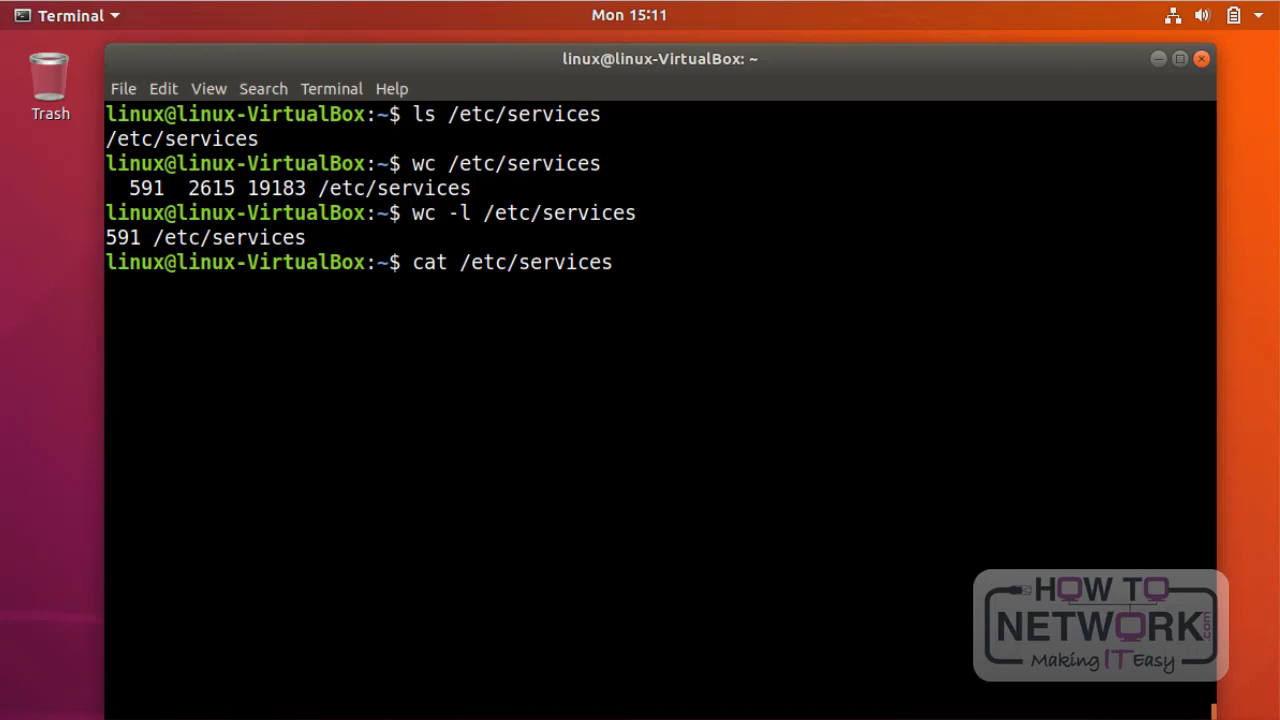 Terminal
Mon 15:11
Trash
linux@linux-VirtualBox: ~
File Edit View Search Terminal Help
linux@linux-VirtualBox:~$ ls /etc/services
/etc/services
linux@linux-VirtualBox:~$ wc /etc/services
  591  2615 19183 /etc/services
linux@linux-VirtualBox:~$ wc -l /etc/services
591 /etc/services
linux@linux-VirtualBox:~$ cat /etc/services
HOW TO
NETWORK.com
Making IT Easy